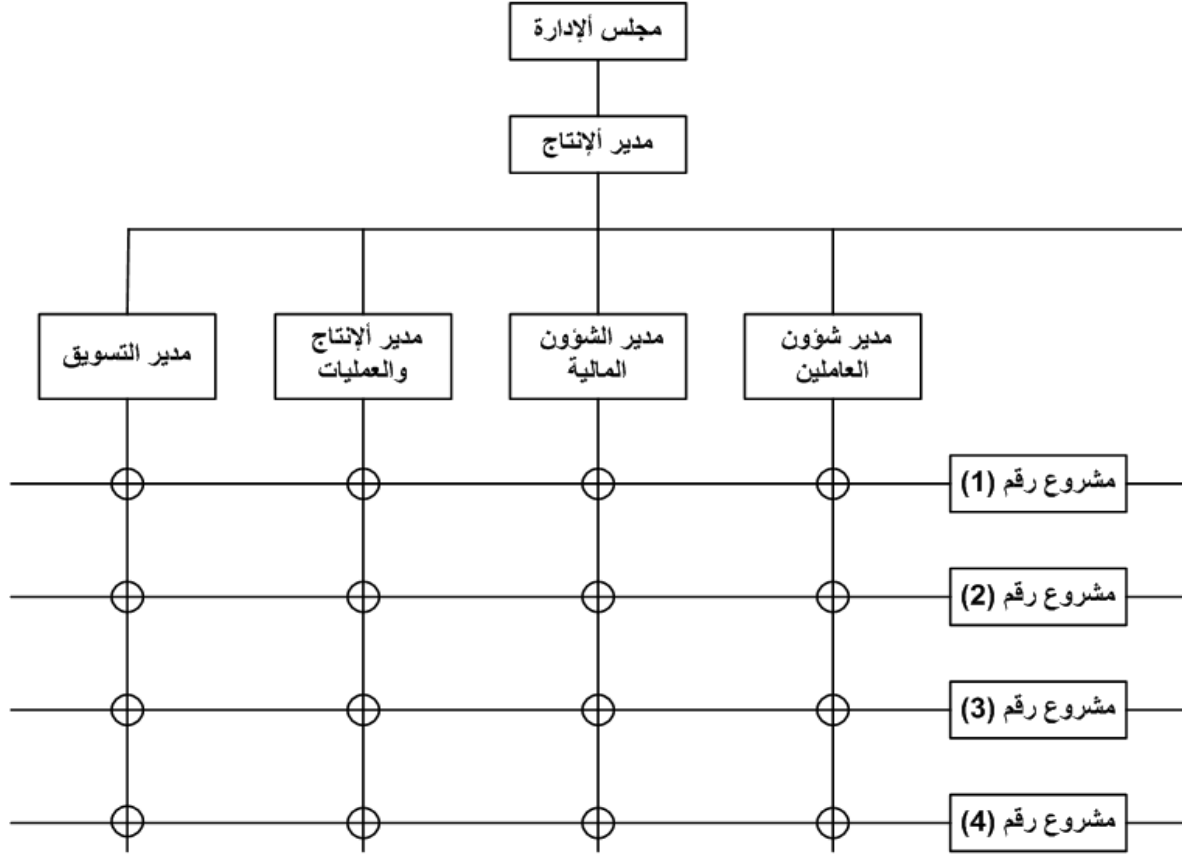 مجلس ألإدارة
مدير ألإنتاج
مدير شؤون
العاملين
مدير الشؤون
المالية
مدير ألإنتاج
والعمليات
مدير التسويق
مشروع رقم (1)
مشروع رقم (2)
مشروع رقم (3)
مشروع رقم (4)